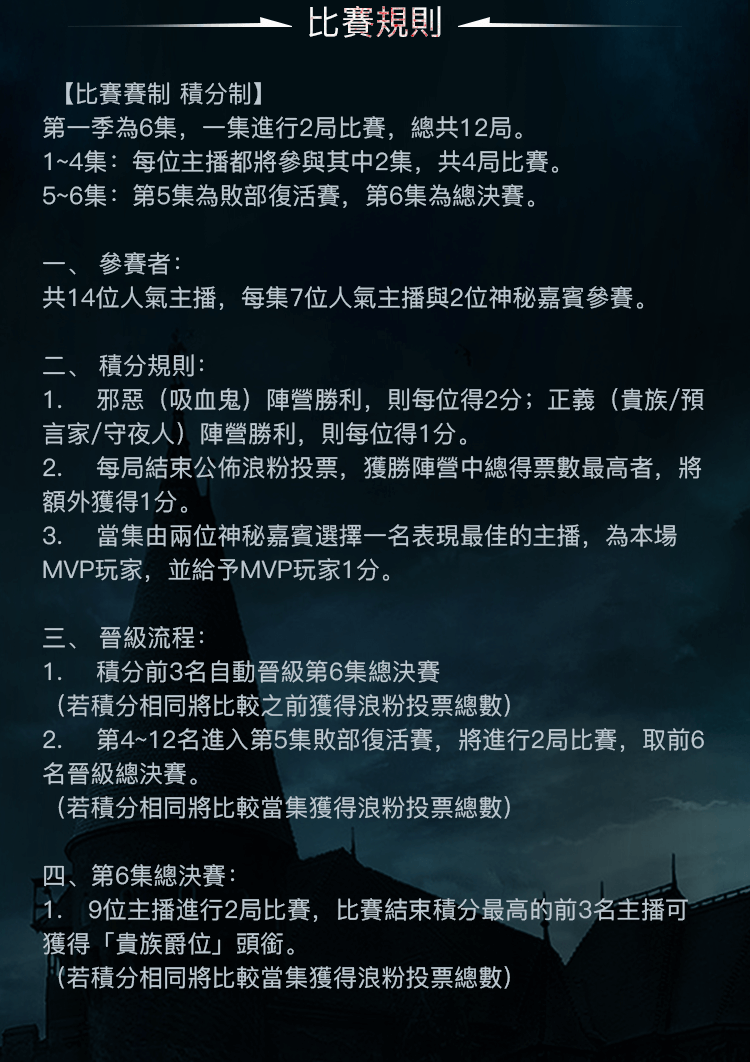 比賽規則
【比賽賽制 積分制】
第一季為6集，一集進行2局比賽，總共12局。
1~4集：每位主播都將參與其中2集，共4局比賽。
5~6集：第5集為敗部復活賽，第6集為總決賽。
一、 參賽者：
共14位人氣主播，每集7位人氣主播與2位神秘嘉賓參賽。
二、 積分規則：
1. 邪惡（吸血鬼）陣營勝利，則每位得2分；正義（貴族/預
言家/守夜人）陣營勝利，則每位得1分。
2. 每局結束公佈浪粉投票，獲勝陣營中總得票數最高者，將
額外獲得1分。
3. 當集由兩位神秘嘉賓選擇一名表現最佳的主播，為本場
MVP玩家，並給予MVP玩家1分。
三、 晉級流程：
1. 積分前3名自動晉級第6集總決賽
（若積分相同將比較之前獲得浪粉投票總數）
2. 第4~12名進入第5集敗部復活賽，將進行2局比賽，取前6
名晉級總決賽。
（若積分相同將比較當集獲得浪粉投票總數）
四、第6集總決賽：
1. 9位主播進行2局比賽，比賽結束積分最高的前3名主播可
獲得「貴族爵位」頭銜。
（若積分相同將比較當集獲得浪粉投票總數）